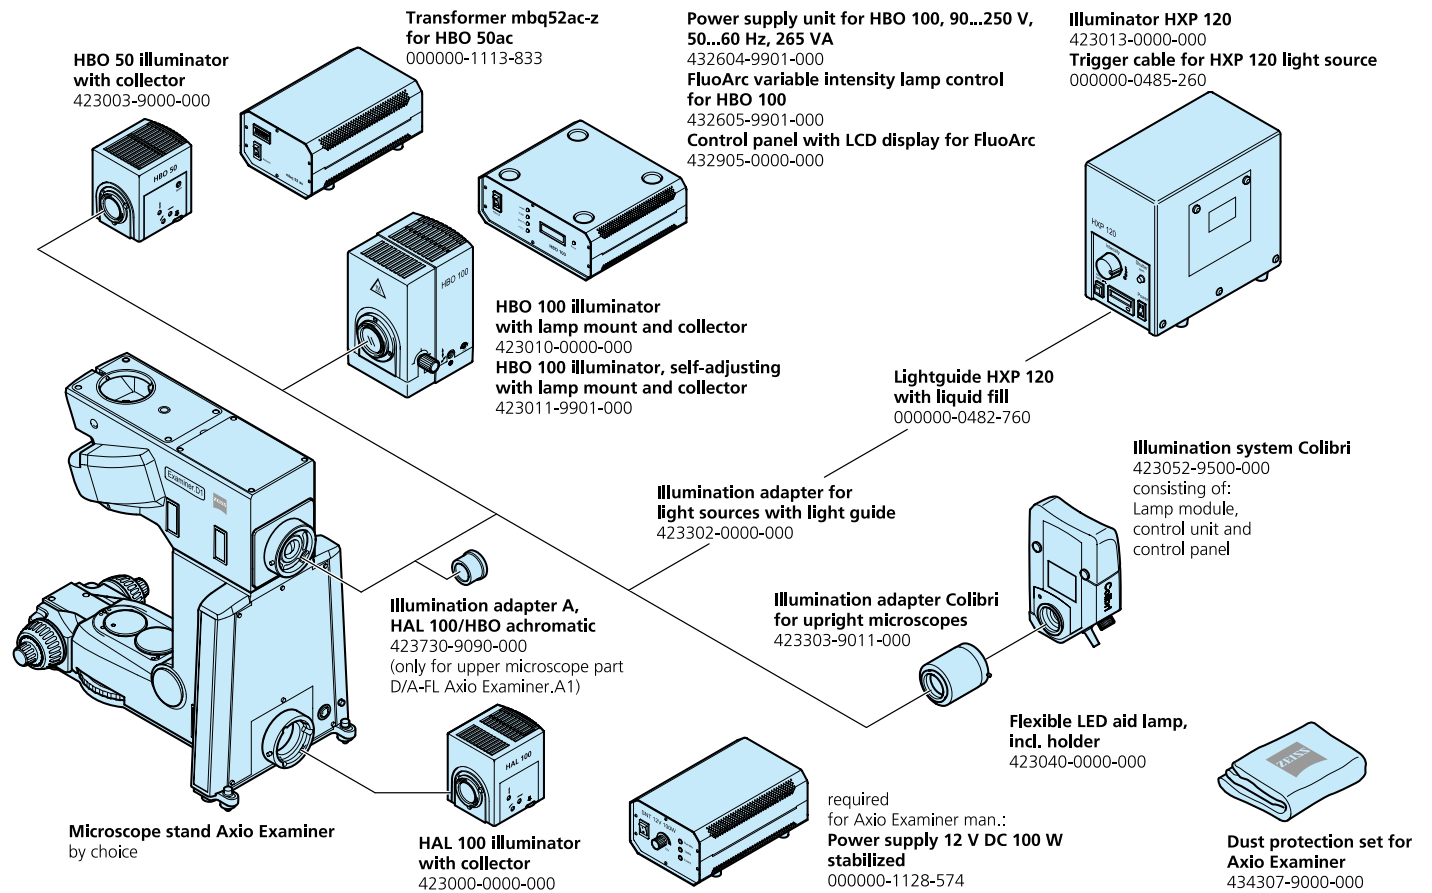 Transformer mbq52ac-z
for HBO 50ac
000000-1113-833
Power supply unit for HBO 100, 90...250 V,
50...60 Hz, 265 VA
432604-9901-000
FluoArc variable intensity lamp control
for HBO 100
432605-9901-000
Control panel with LCD display for FluoArc
432905-0000-000
Illuminator HXP 120
423013-0000-000
Trigger cable for HXP 120 light source
000000-0485-260
HBO 50 illuminator
with collector
423003-9000-000
HBO 50
HBO 100
HBO 100
HXP 120
HBO 100 illuminator
with lamp mount and collector
423010-0000-000
HBO 100 illuminator, self-adjusting
with lamp mount and collector
423011-9901-000
Lightguide HXP 120
with liquid fill
000000-0482-760
Illumination system Colibri
423052-9500-000
consisting of:
Lamp module,
control unit and
control panel
Colibri
Examiner.D1
ZEISS
Illumination adapter for
light sources with light guide
423302-0000-000
Illumination adapter A,
HAL 100/HBO achromatic
423730-9090-000
(only for upper microscope part
D/A-FL Axio Examiner.A1)
Illumination adapter Colibri
for upright microscopes
423303-9011-000
Flexible LED aid lamp,
incl. holder
423040-0000-000
HAL 100
SNT 12V 100W
ZEISS
Microscope stand Axio Examiner
by choice
HAL 100 illuminator
with collector
423000-0000-000
required
for Axio Examiner man.:
Power supply 12 V DC 100 W
stabilized
000000-1128-574
Dust protection set for
Axio Examiner
434307-9000-000